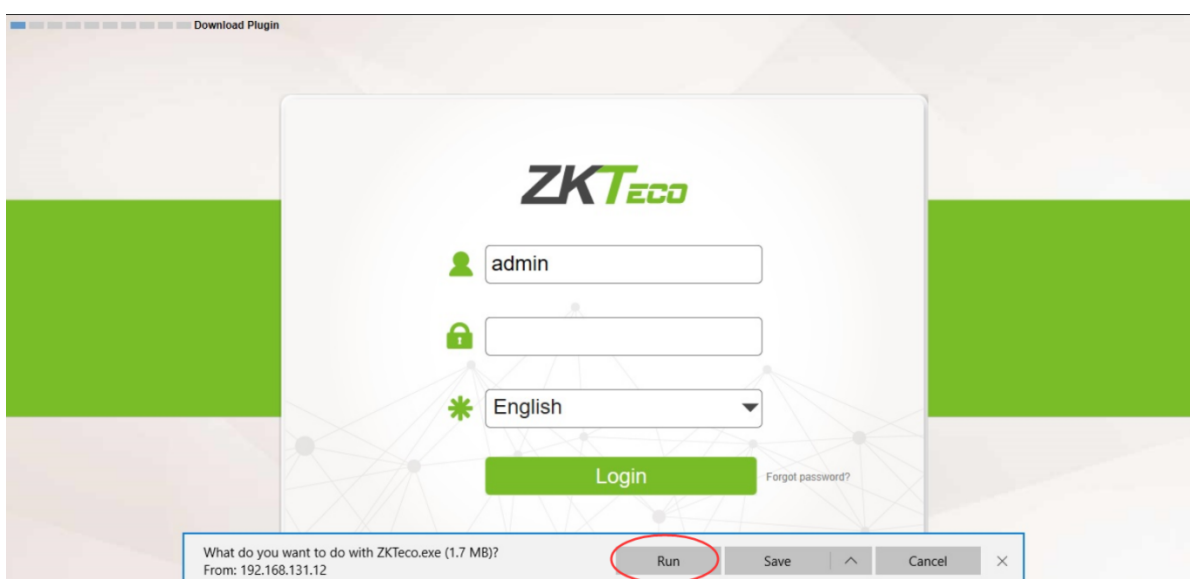 Download Plugin
ZKTeco
admin
English
Login
Forgot password?
What do you want to do with ZKTeco.exe (1.7 MB)?
From: 192.168.131.12
Run
Save
Cancel